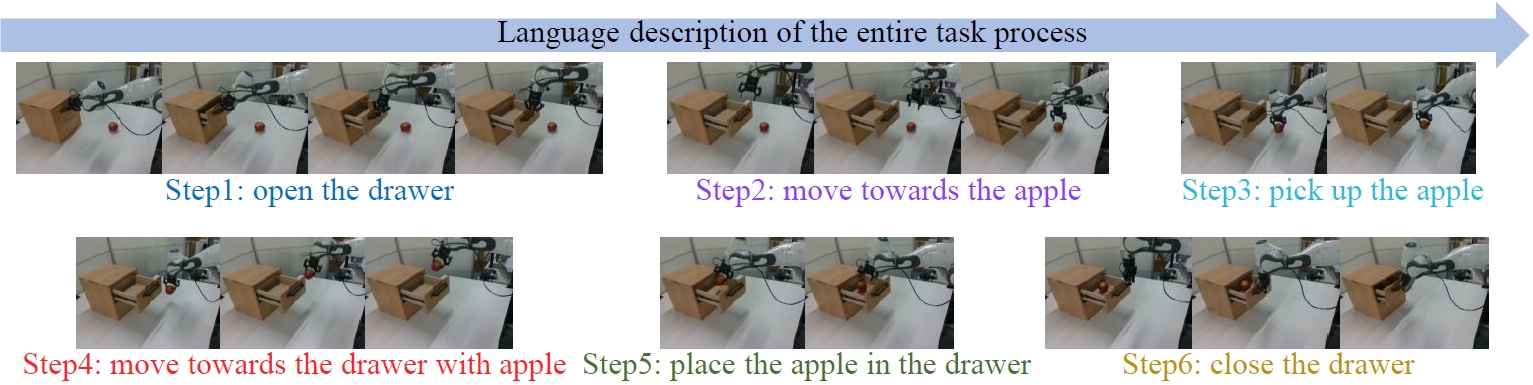 Language description of the entire task process
Step1: open the drawer
Step2: move towards the apple
Step3: pick up the apple
Step4: move towards the drawer with apple
Step5: place the apple in the drawer
Step6: close the drawer